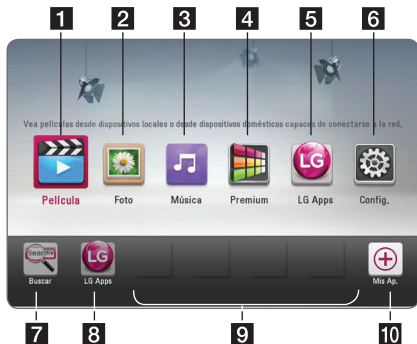 1 2 3 4 5 6
Vea películas desde dispositivos locales o desde dispositivos domésticos capaces de conectarse a la red,
LG
Película Foto Música Premium LG Apps Config.
Search
LG
Buscar LG Apps Mis Ap.
7 8 9 10